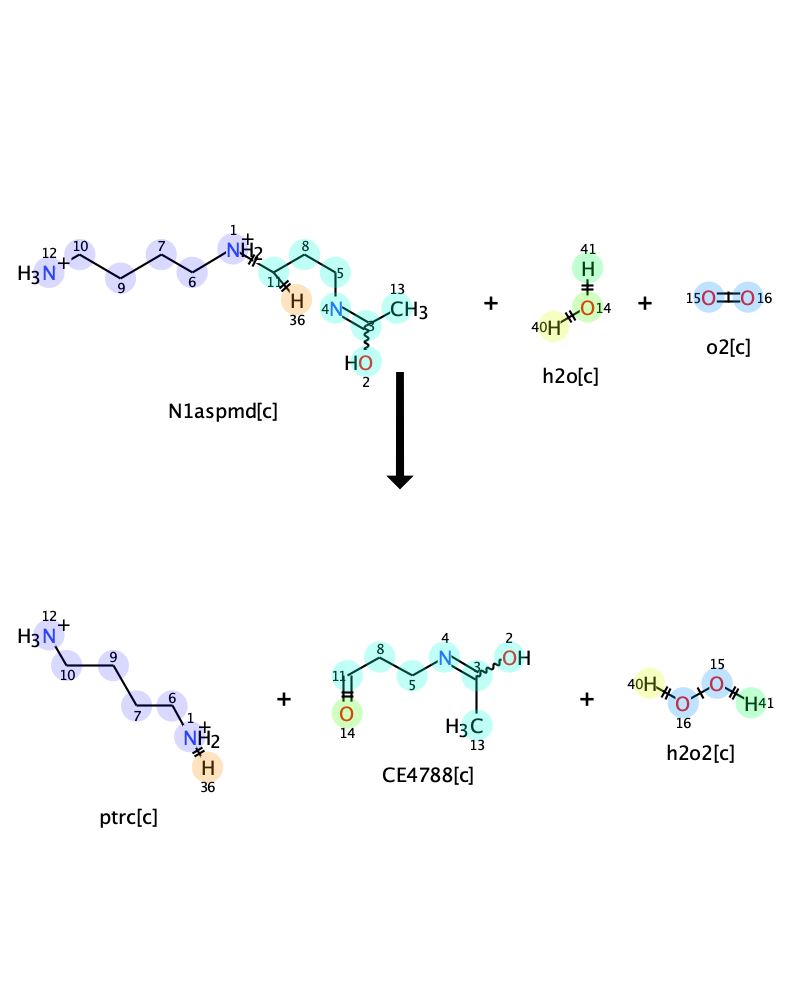 1
12 10 7 + 8 41
H3N + 9 6 NH2 11 5 13 H
H 4N 3 CH3 + O14 + 15O O16
36 40H
HO 2 h2o[c] o2[c]
N1aspmd[c]
12 4 2
H3N + 9 8 N 3 OH 15
10 6 11 5 40H O
7 1 + + O H3C + O H41
NH2 14 13 16
H CE4788[c] h2o2[c]
36
ptrc[c]